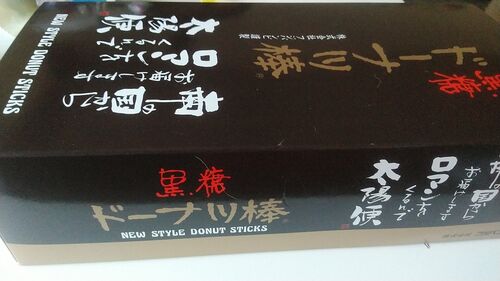 黒糖
ドーナツ棒
株式会社フジバンビ謹製
南の国から
お届けします
ロマンを
くるんで
太陽便
NEW STYLE DONUT STICKS
黒糖
ドーナツ棒
NEW STYLE DONUT STICKS
南の国から
お届けします
ロマンを
くるんで
太陽便